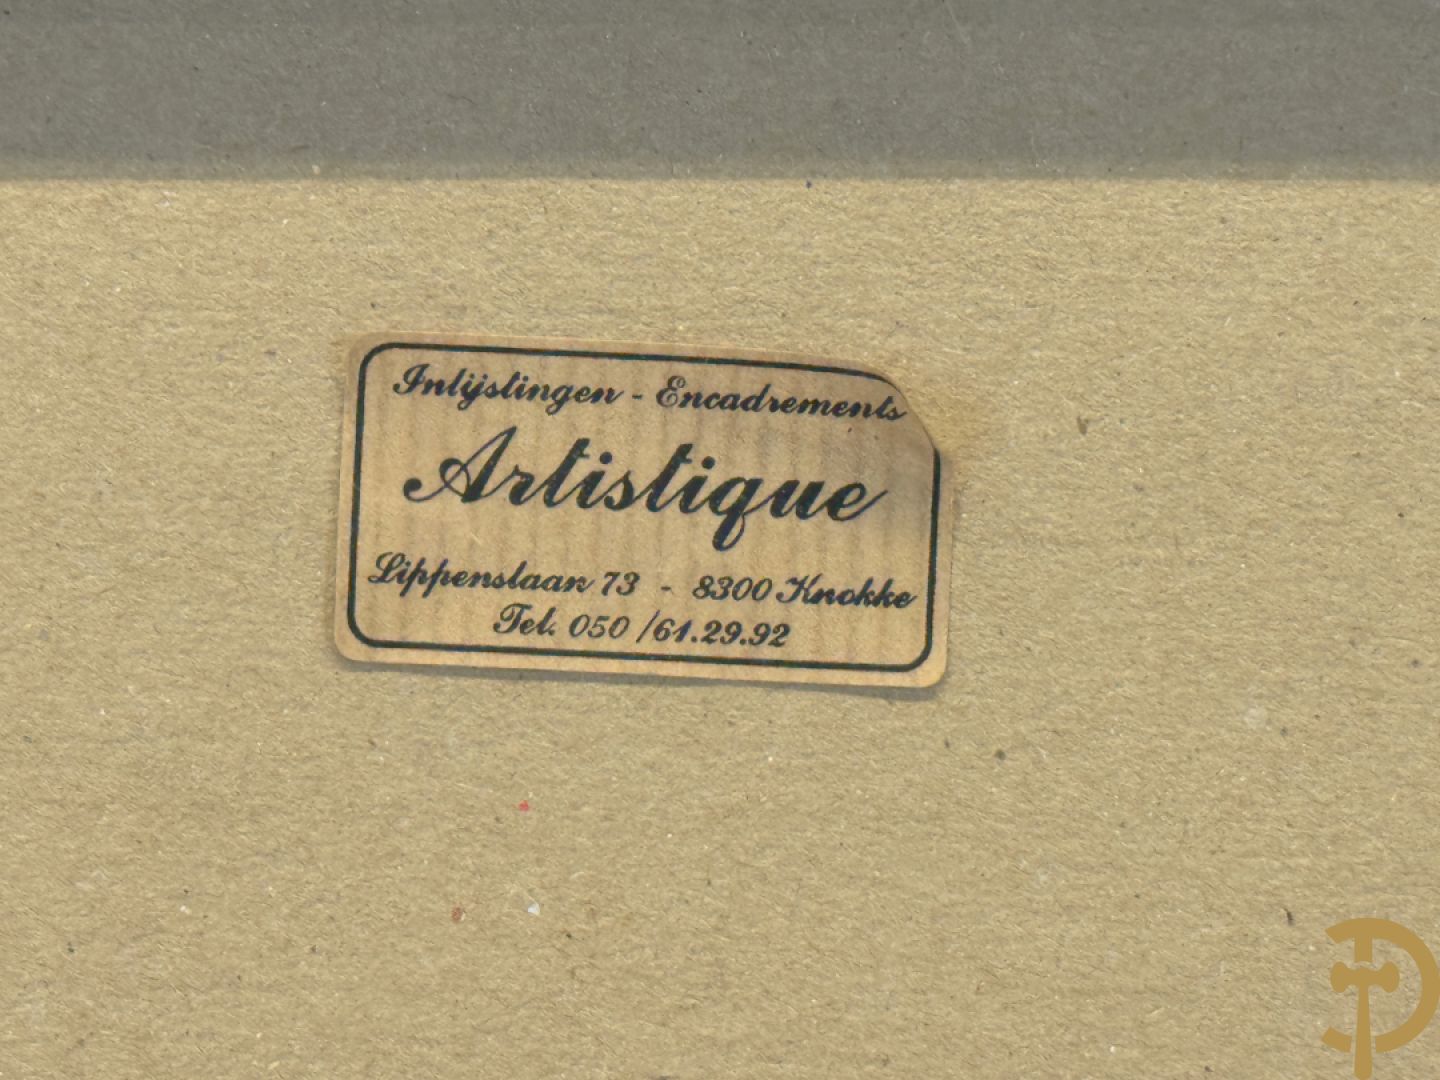 Inlijstingen - Encadrements
Artistique
Lippenslaan 73 - 8300 Knokke
Tel. 050 /61.29.92